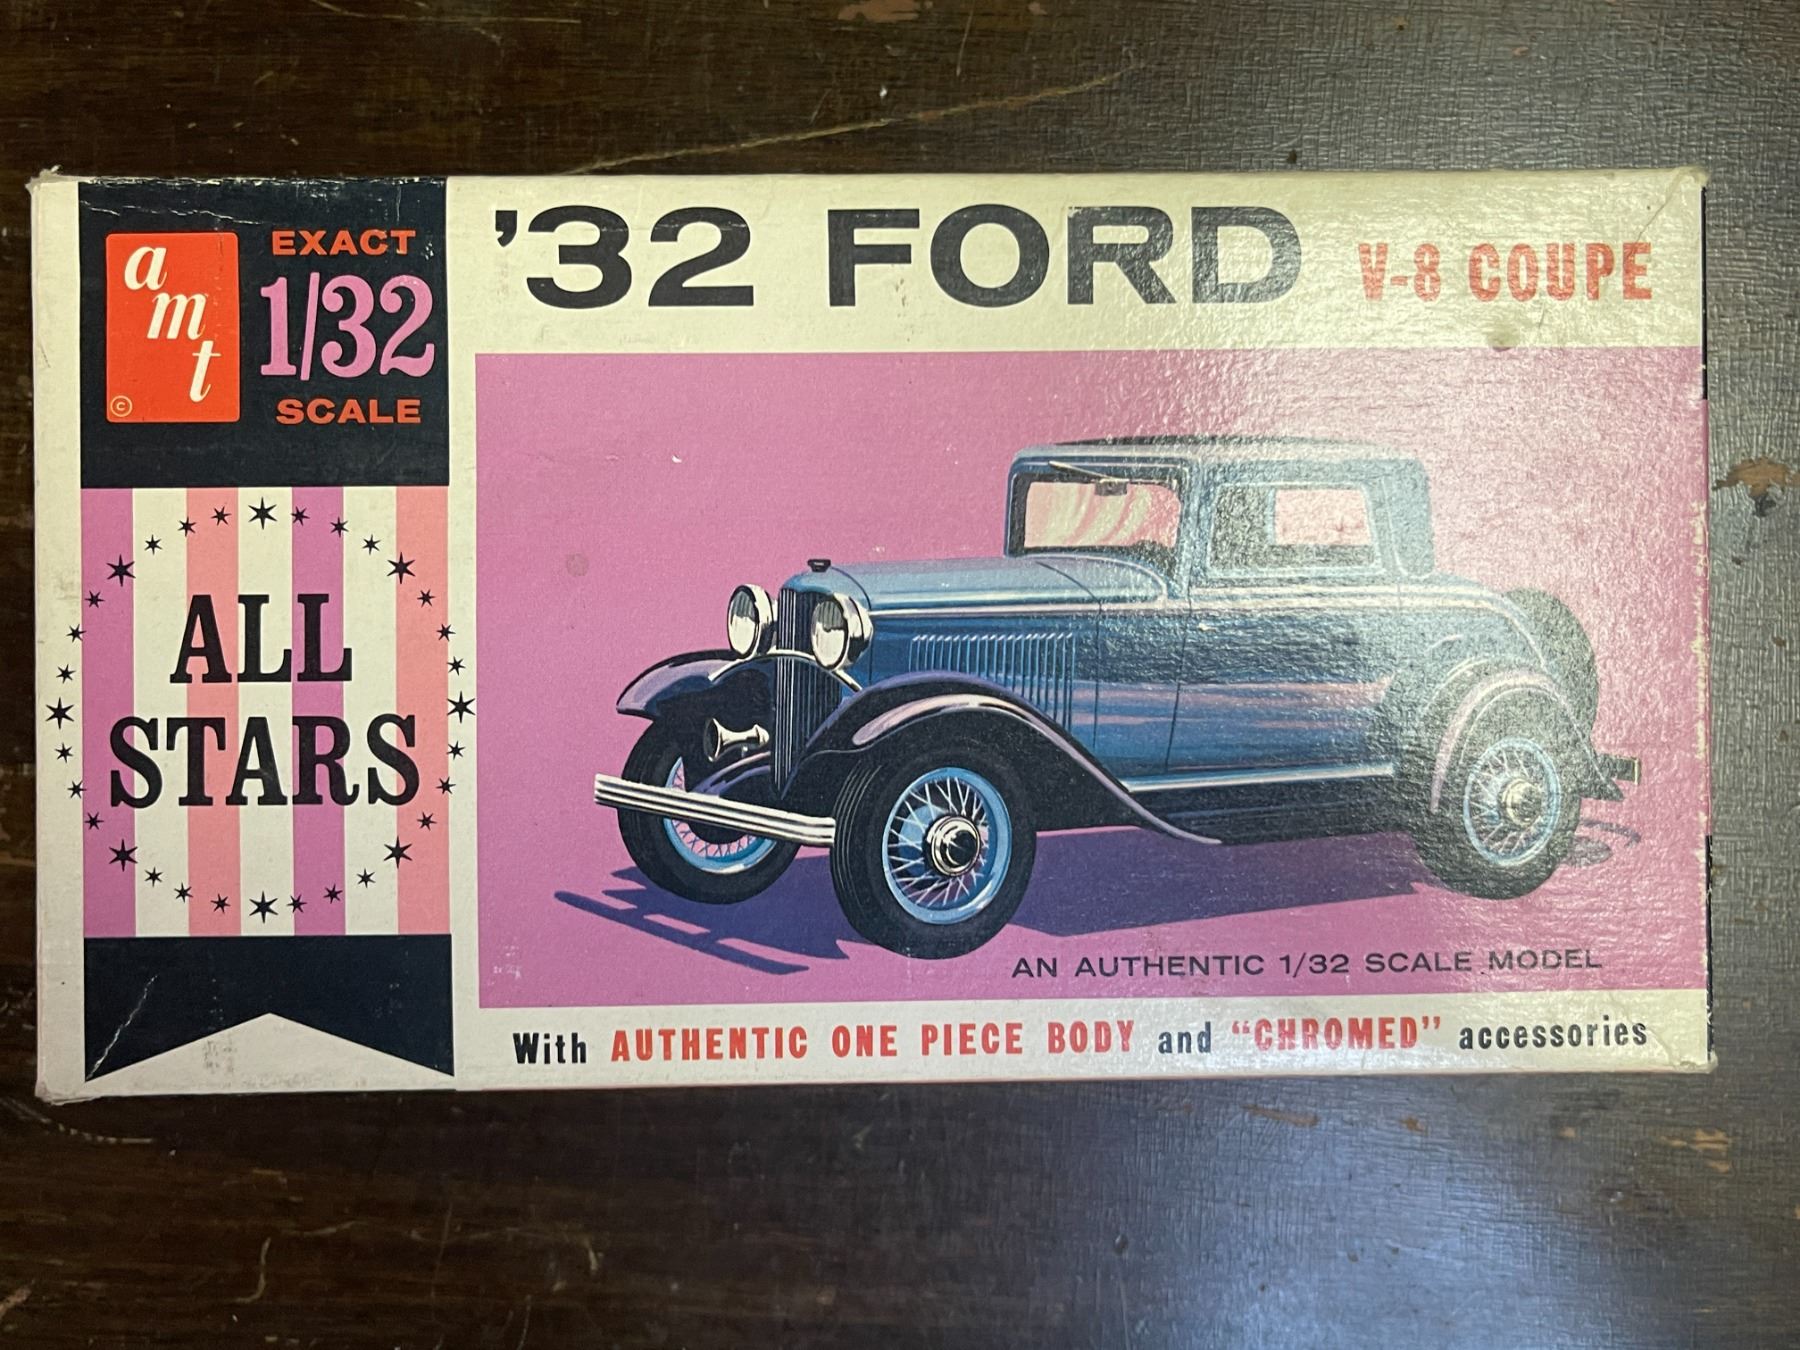 amt
©
EXACT
1/32
SCALE
'32 FORD V-8 COUPE
ALL
STARS
AN AUTHENTIC 1/32 SCALE MODEL
With AUTHENTIC ONE PIECE BODY and "CHROMED" accessories